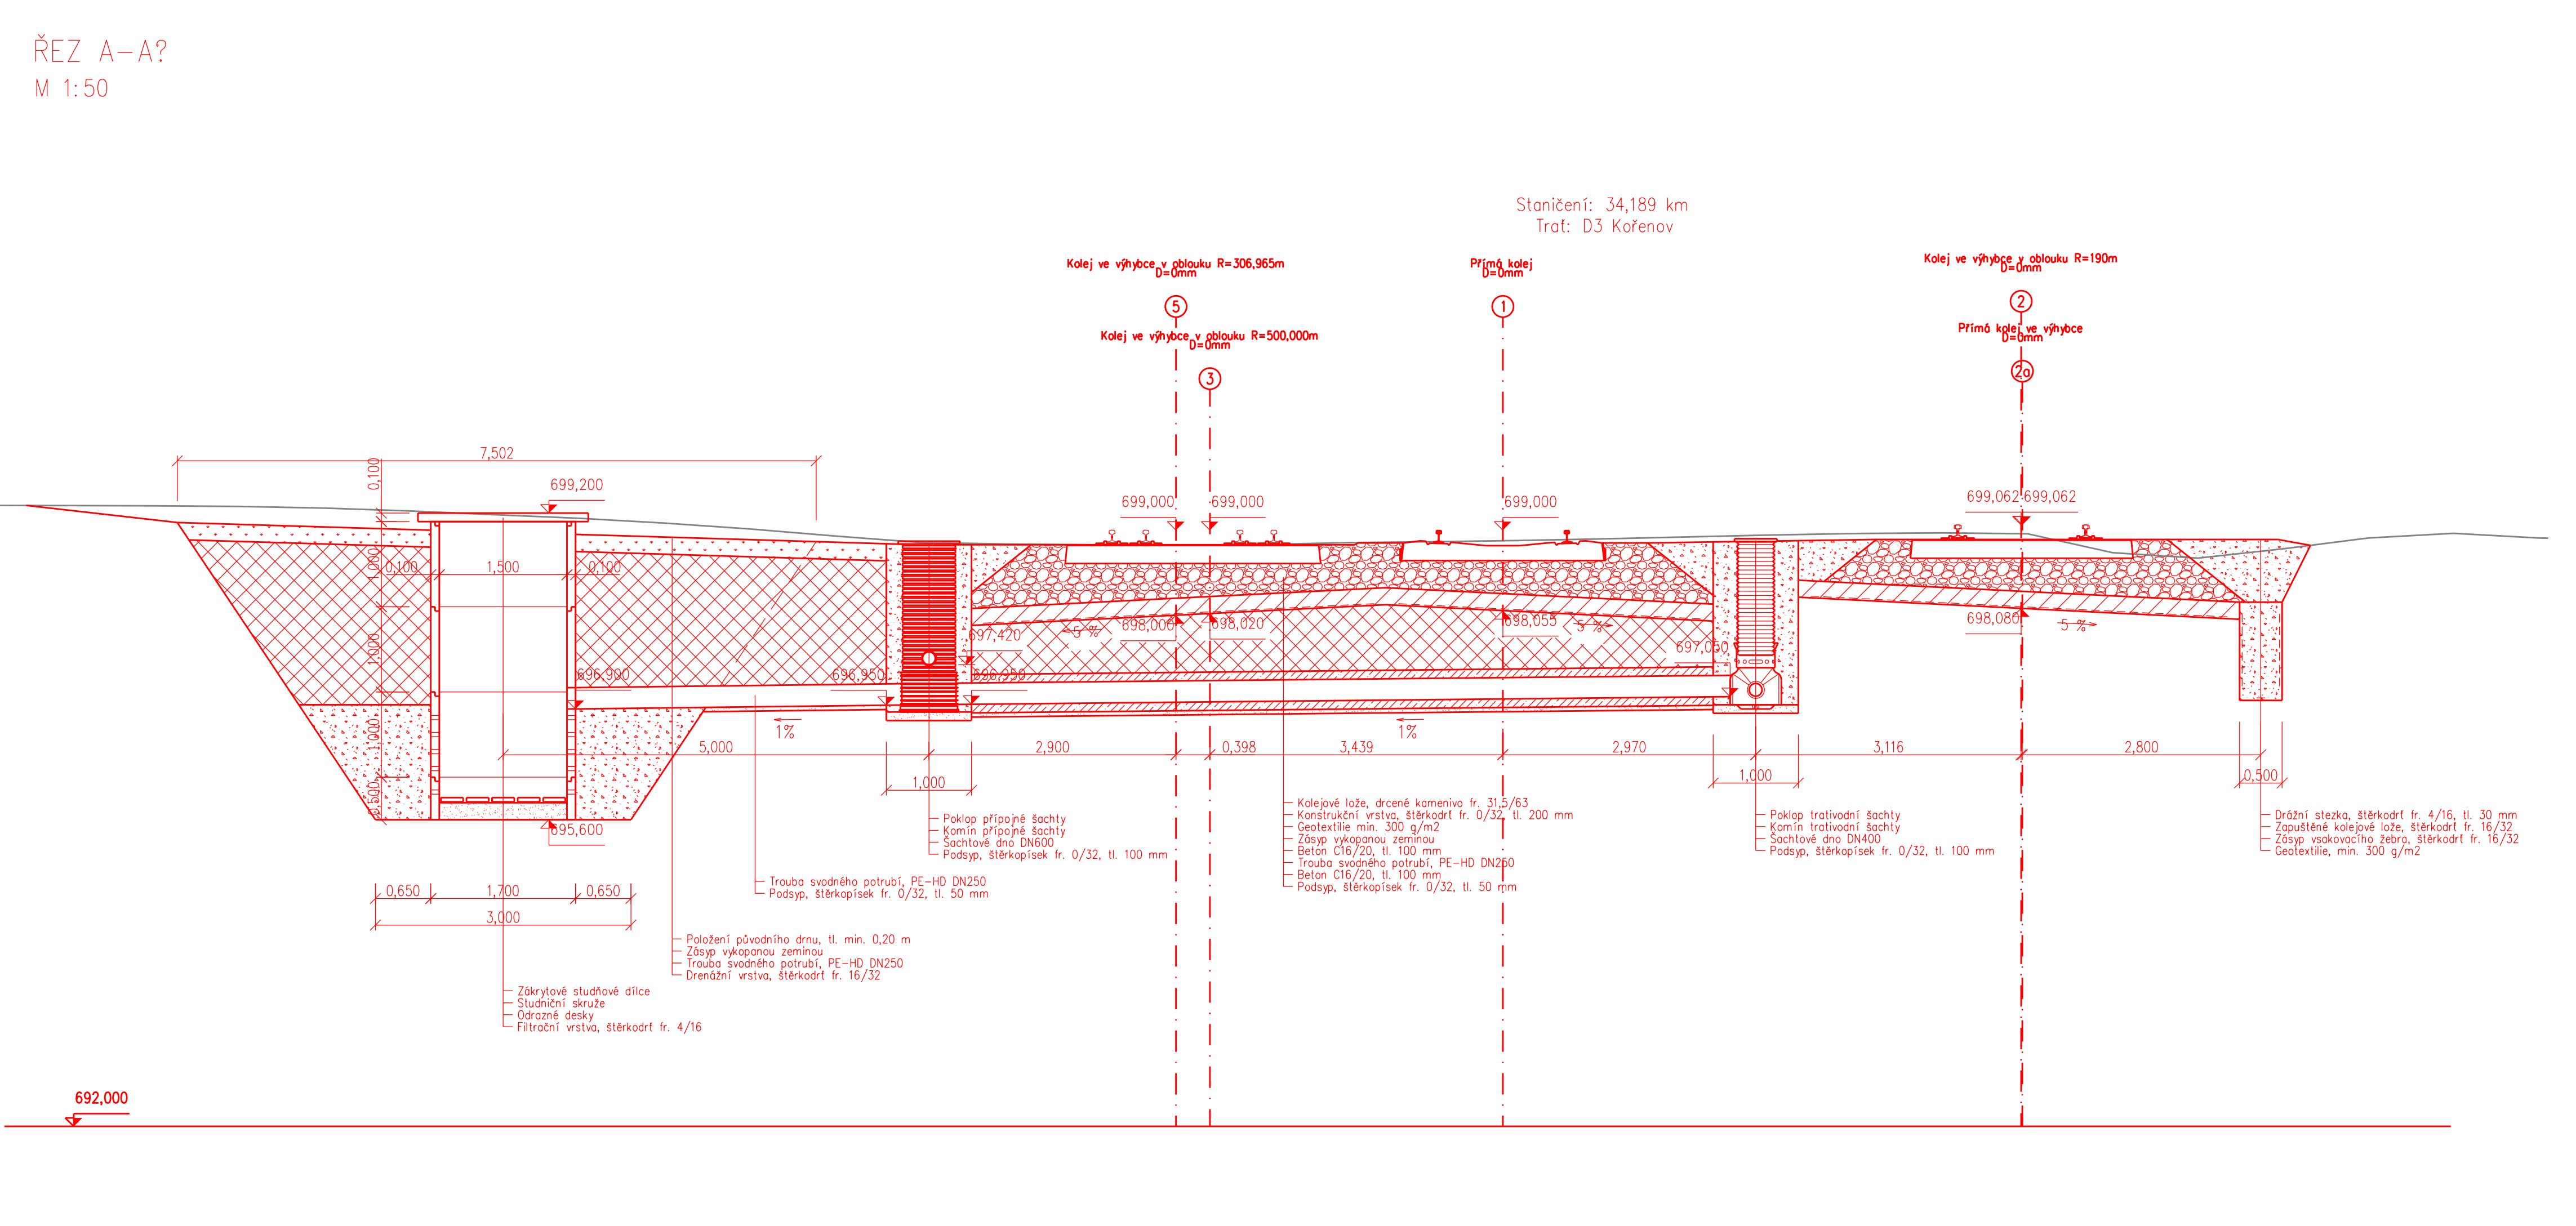 ŘEZ A-A?
M 1:50
Staničení: 34,189 km
Trať: D3 Kořenov
Kolej ve výhybce v oblouku R=306,965m
D=0mm
Přímá kolej
D=0mm
Kolej ve výhybce v oblouku R=190m
D=0mm
5
1
2
Kolej ve výhybce v oblouku R=500,000m
D=0mm
Přímá kolej ve výhybce
D=0mm
3
2a
7,502
0,100
699,200
699,000
699,000
699,000
699,062
699,062
1,000
0,100
1,500
0,100
1,000
1,000
0,500
696,900
696,950
697,420
696,950
5 %
698,000
698,020
698,055
5 %
697,060
698,080
5 %
1%
1%
5,000
2,900
0,398
3,439
2,970
3,116
2,800
1,000
1,000
0,500
695,600
0,650
1,700
0,650
3,000
Poklop přípojné šachty
Komín přípojné šachty
Šachtové dno DN600
Podsyp, štěrkopísek fr. 0/32, tl. 100 mm
Kolejové lože, drcené kamenivo fr. 31,5/63
Konstrukční vrstva, štěrkodrť fr. 0/32, tl. 200 mm
Geotextilie min. 300 g/m2
Zásyp vykopanou zeminou
Beton C16/20, tl. 100 mm
Trouba svodného potrubí, PE-HD DN250
Beton C16/20, tl. 100 mm
Podsyp, štěrkopísek fr. 0/32, tl. 50 mm
Poklop trativodní šachty
Komín trativodní šachty
Šachtové dno DN400
Podsyp, štěrkopísek fr. 0/32, tl. 100 mm
Drážní stezka, štěrkodrť fr. 4/16, tl. 30 mm
Zapuštěné kolejové lože, štěrkodrť fr. 16/32
Zásyp vsakovacího žebra, štěrkodrť fr. 16/32
Geotextilie, min. 300 g/m2
Trouba svodného potrubí, PE-HD DN250
Podsyp, štěrkopísek fr. 0/32, tl. 50 mm
Položení původního drnu, tl. min. 0,20 m
Zásyp vykopanou zeminou
Trouba svodného potrubí, PE-HD DN250
Drenážní vrstva, štěrkodrť fr. 16/32
Zákrytové studňové dílce
Studniční skruže
Odrazné desky
Filtrační vrstva, štěrkodrť fr. 4/16
692,000